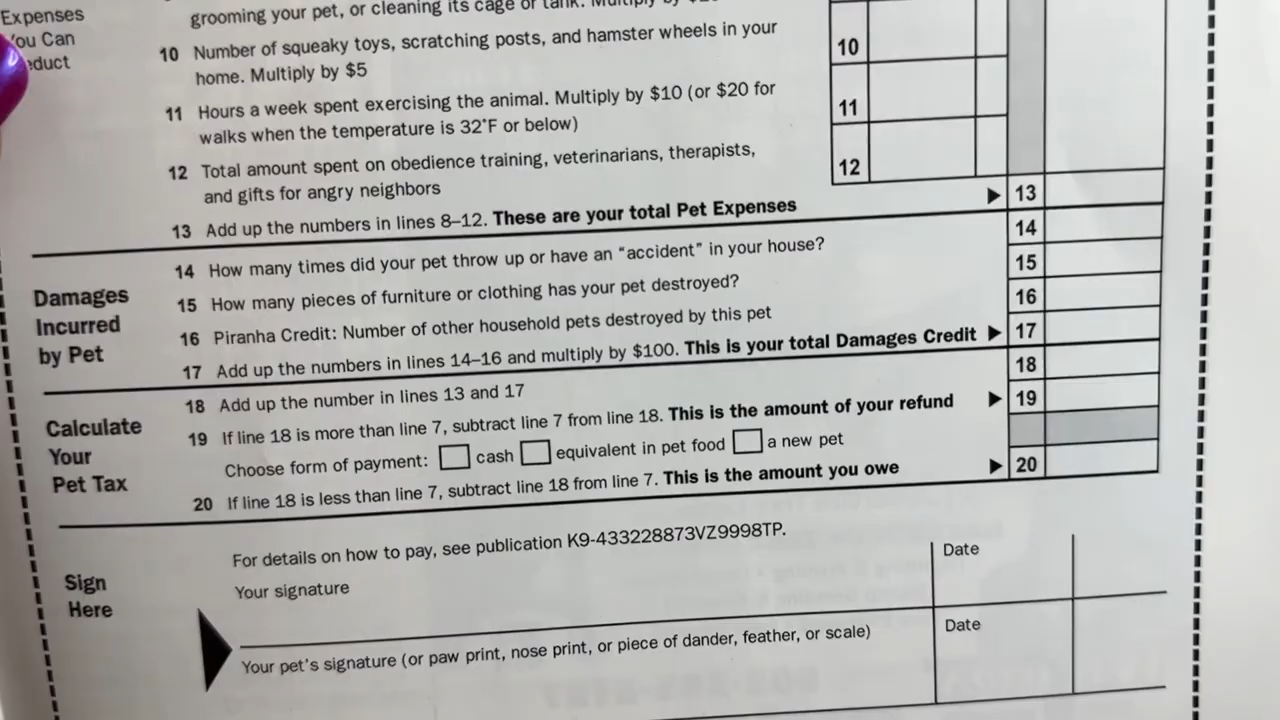 Expenses
You Can
grooming your pet, or cleaning its cage or tank. Multiply by
10 Number of squeaky toys, scratching posts, and hamster wheels in your
home. Multiply by $5
10
11 Hours a week spent exercising the animal. Multiply by $10 (or $20 for
walks when the temperature is 32°F or below)
11
12 Total amount spent on obedience training, veterinarians, therapists,
and gifts for angry neighbors
12
13 Add up the numbers in lines 8–12. These are your total Pet Expenses 13
Damages
Incurred
by Pet
14 How many times did your pet throw up or have an “accident” in your house? 14
15 How many pieces of furniture or clothing has your pet destroyed? 15
16 Piranha Credit: Number of other household pets destroyed by this pet 16
17 Add up the numbers in lines 14–16 and multiply by $100. This is your total Damages Credit 17
Calculate
Your
Pet Tax
18 Add up the number in lines 13 and 17 18
19 If line 18 is more than line 7, subtract line 7 from line 18. This is the amount of your refund 19
Choose form of payment: cash equivalent in pet food a new pet
20 If line 18 is less than line 7, subtract line 18 from line 7. This is the amount you owe 20
Sign
Here
For details on how to pay, see publication K9-433228873VZ9998TP.
Your signature Date
Your pet’s signature (or paw print, nose print, or piece of dander, feather, or scale) Date